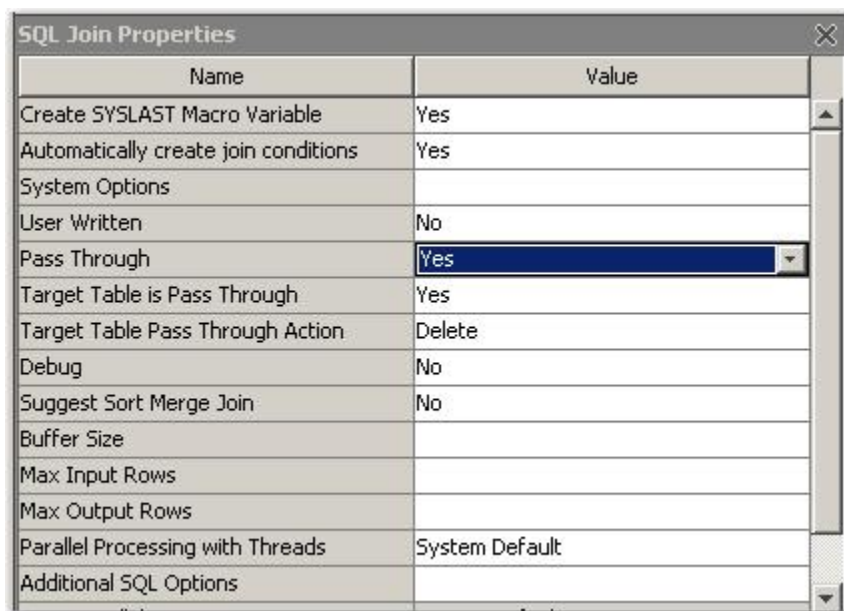 SQL Join Properties
Name Value
Create SYSLAST Macro Variable Yes
Automatically create join conditions Yes
System Options
User Written No
Pass Through Yes
Target Table is Pass Through Yes
Target Table Pass Through Action Delete
Debug No
Suggest Sort Merge Join No
Buffer Size
Max Input Rows
Max Output Rows
Parallel Processing with Threads System Default
Additional SQL Options